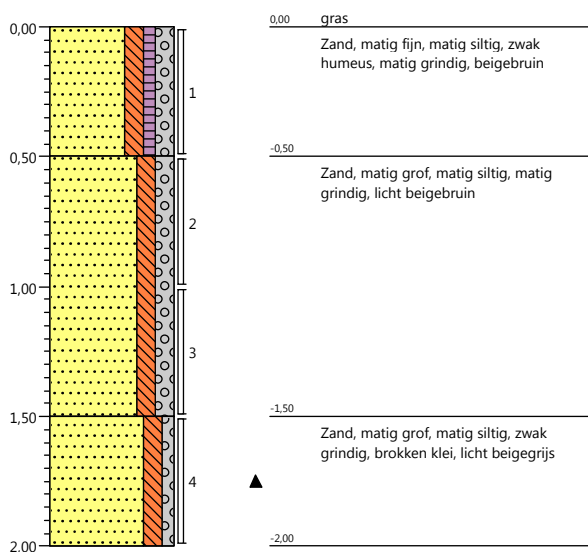 0,00
0,50
1,00
1,50
2,00
1
2
3
4
0,00 gras
Zand, matig fijn, matig siltig, zwak
humeus, matig grindig, beigebruin
-0,50
Zand, matig grof, matig siltig, matig
grindig, licht beigebruin
-1,50
Zand, matig grof, matig siltig, zwak
grindig, brokken klei, licht beigegrijs
-2,00